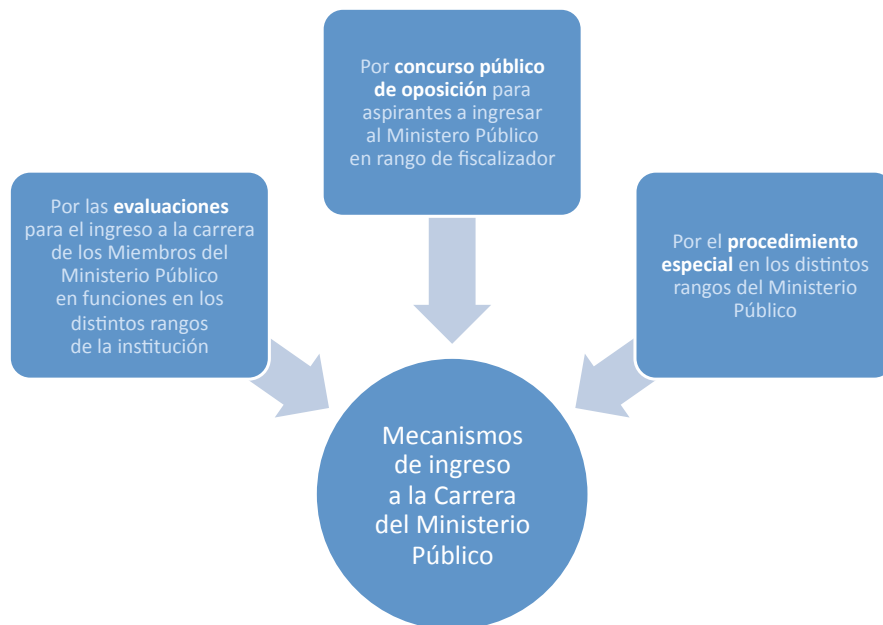 Por las evaluaciones
para el ingreso a la carrera
de los Miembros del
Ministerio Público
en funciones en los
distintos rangos
de la institución
Por concurso público
de oposición para
aspirantes a ingresar
al Ministero Público
en rango de fiscalizador
Por el procedimiento
especial en los distintos
rangos del Ministerio
Público
Mecanismos
de ingreso
a la Carrera
del Ministerio
Público